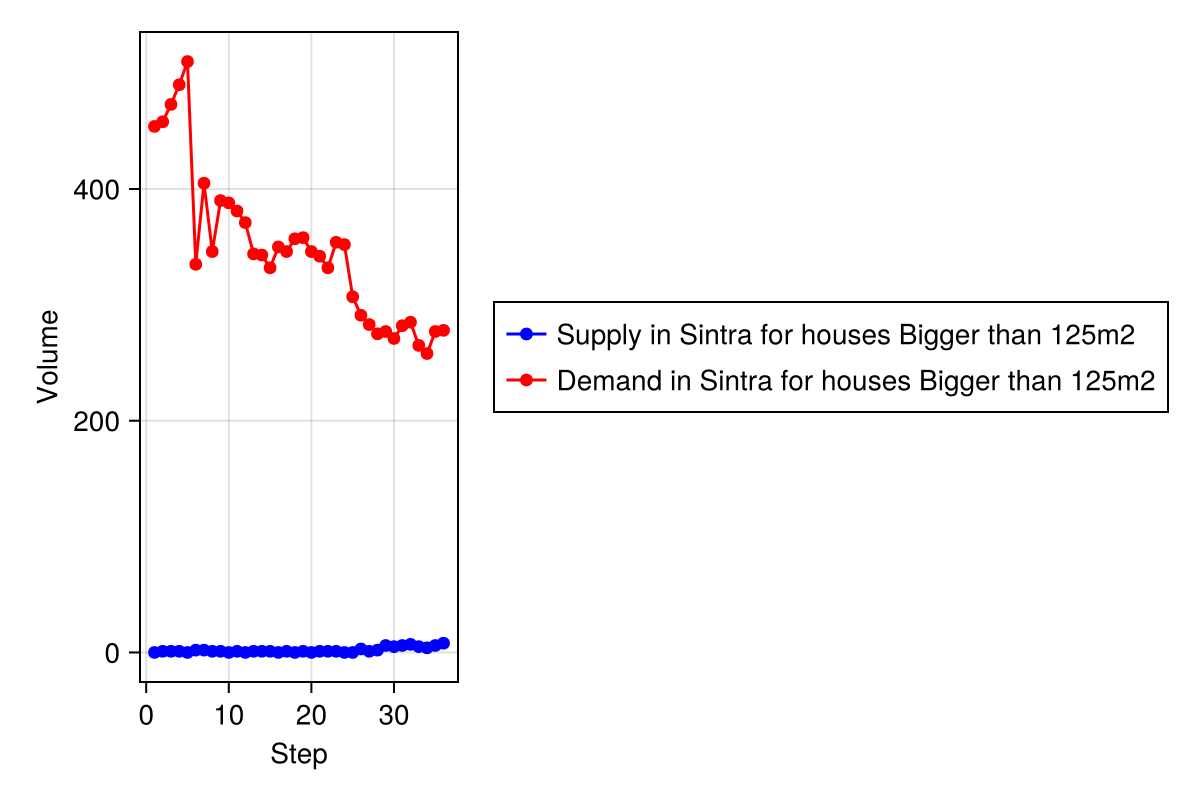 Volume
400
200
0
0 10 20 30
Step
Supply in Sintra for houses Bigger than 125m2
Demand in Sintra for houses Bigger than 125m2